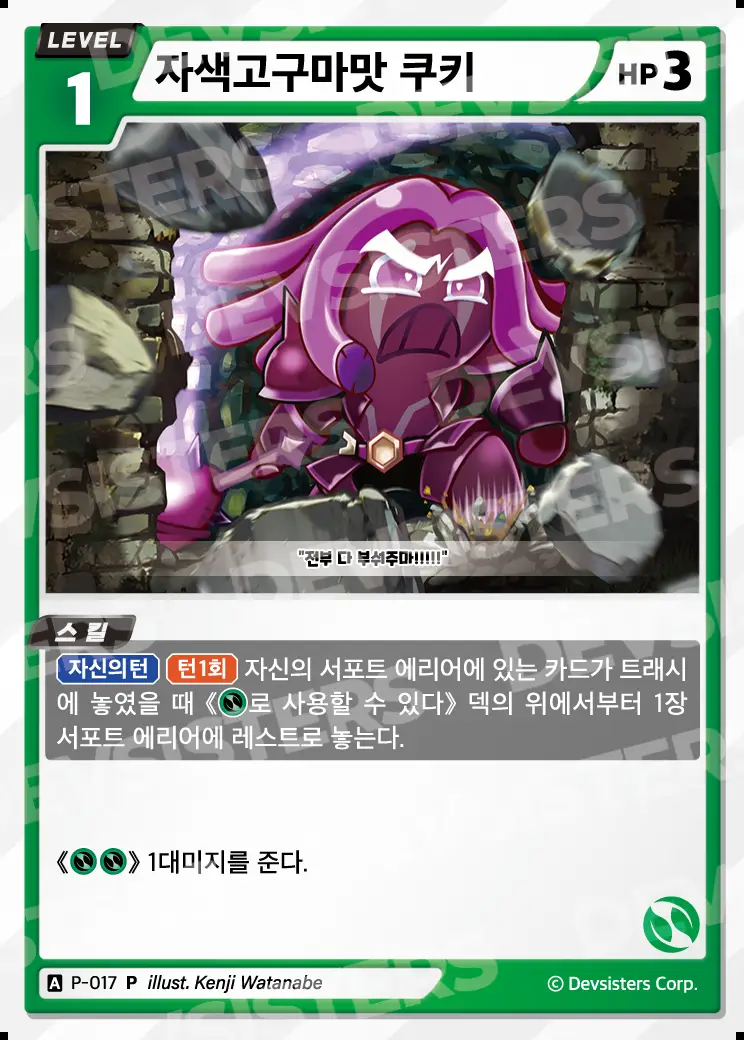 LEVEL
1
자색고구마맛 쿠키
HP 3
"전부 다 부숴주마!!!!!"
스킬
자신의턴 턴1회 자신의 서포트 에리어에 있는 카드가 트래시
에 놓였을 때 《로 사용할 수 있다》 덱의 위에서부터 1장
서포트 에리어에 레스트로 놓는다.
《》 1대미지를 준다.
A P-017 P illust. Kenji Watanabe
© Devsisters Corp.
DEVSISTERS